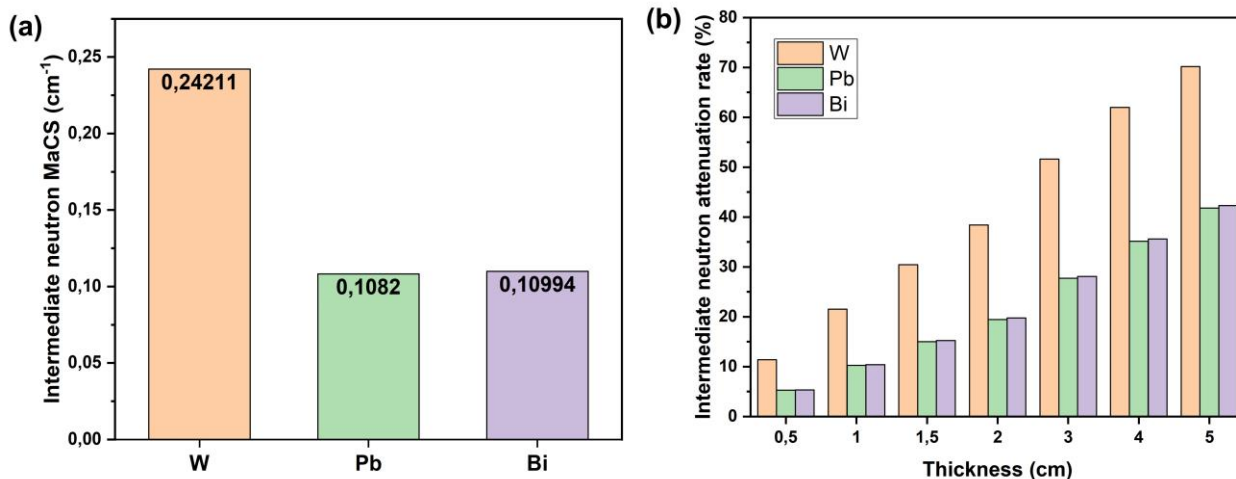 (a)
Intermediate neutron MaCS (cm⁻¹)
0,25
0,20
0,15
0,10
0,05
0,00
0,24211
0,1082
0,10994
W
Pb
Bi
(b)
Intermediate neutron attenuation rate (%)
80
70
60
50
40
30
20
10
0
W
Pb
Bi
0,5
1
1,5
2
3
4
5
Thickness (cm)